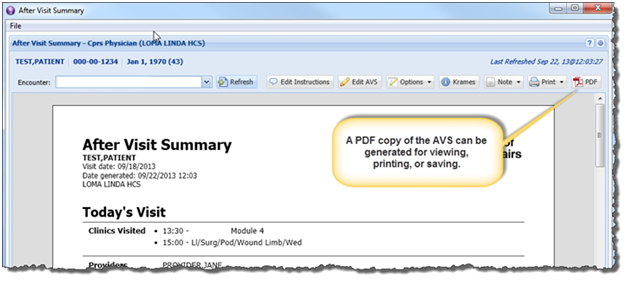 After Visit Summary
File
After Visit Summary - Cprs Physician (LOMA LINDA HCS)
TEST,PATIENT 000-00-1234 Jan 1, 1970 (43) Last Refreshed Sep 22, 13@12:03:27
Encounter: Refresh Edit Instructions Edit AVS Options Krames Note Print PDF
After Visit Summary
TEST,PATIENT
Visit date: 09/18/2013
Date generated: 09/22/2013 12:03
LOMA LINDA HCS
A PDF copy of the AVS can be
generated for viewing,
printing, or saving.
Today's Visit
Clinics Visited • 13:30 - Module 4
• 15:00 - Ll/Surg/Pod/Wound Limb/Wed
Providers PROVIDER,JANE